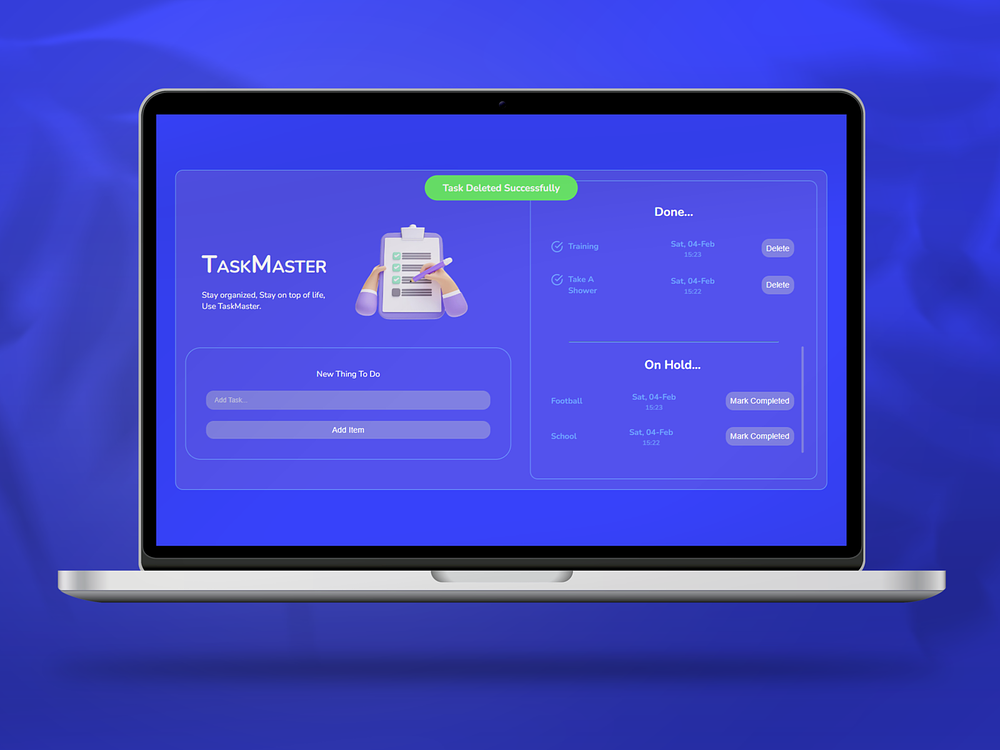 Task Deleted Successfully
TaskMaster
Stay organized, Stay on top of life,
Use TaskMaster.
New Thing To Do
Add Task...
Add Item
Done...
Training
Sat, 04-Feb
15:23
Delete
Take A
Shower
Sat, 04-Feb
15:22
Delete
On Hold...
Football
Sat, 04-Feb
15:23
Mark Completed
School
Sat, 04-Feb
15:22
Mark Completed